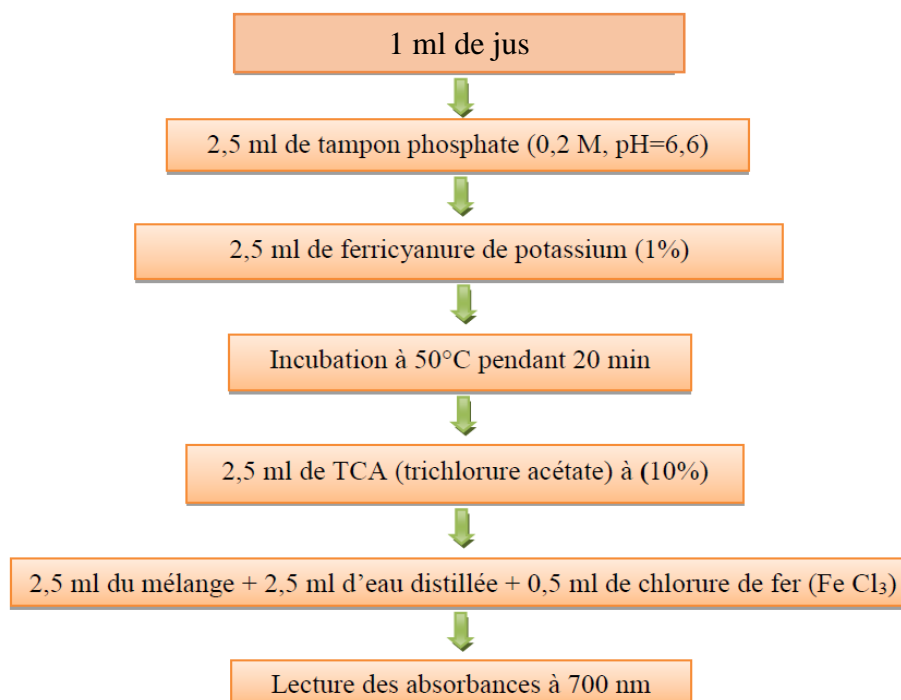 1 ml de jus
2,5 ml de tampon phosphate (0,2 M, pH=6,6)
2,5 ml de ferricyanure de potassium (1%)
Incubation à 50°C pendant 20 min
2,5 ml de TCA (trichlorure acétate) à (10%)
2,5 ml du mélange + 2,5 ml d’eau distillée + 0,5 ml de chlorure de fer (Fe Cl₃)
Lecture des absorbances à 700 nm